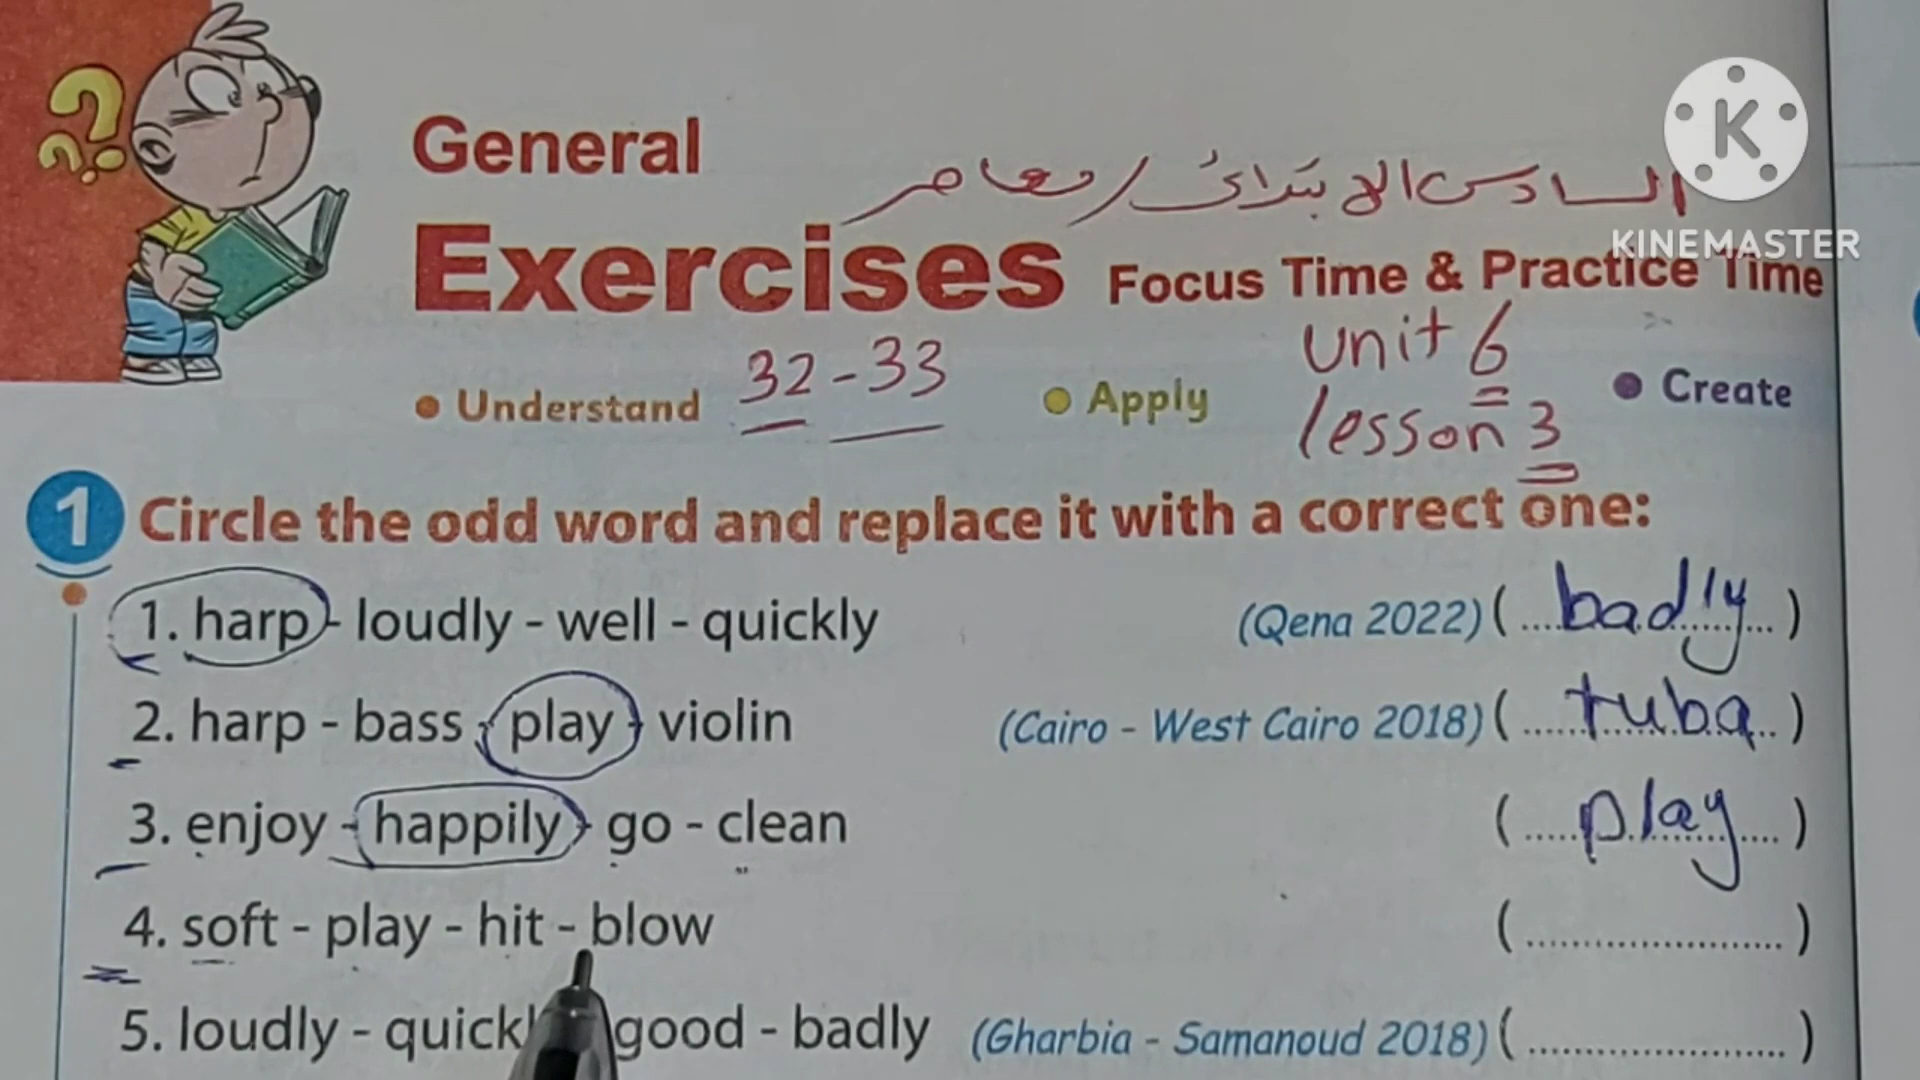 General
السادس الابتدائى / معاصر
K
KINEMASTER
Exercises Focus Time & Practice Time
unit 6
• Understand 32 - 33 • Apply • Create
lesson 3
1 Circle the odd word and replace it with a correct one:
1. harp - loudly - well - quickly (Qena 2022) (....badly....)
2. harp - bass - play - violin (Cairo - West Cairo 2018) (....tuba....)
3. enjoy - happily - go - clean (....play....)
4. soft - play - hit - blow (........................)
5. loudly - quickl good - badly (Gharbia - Samanoud 2018) (........................)